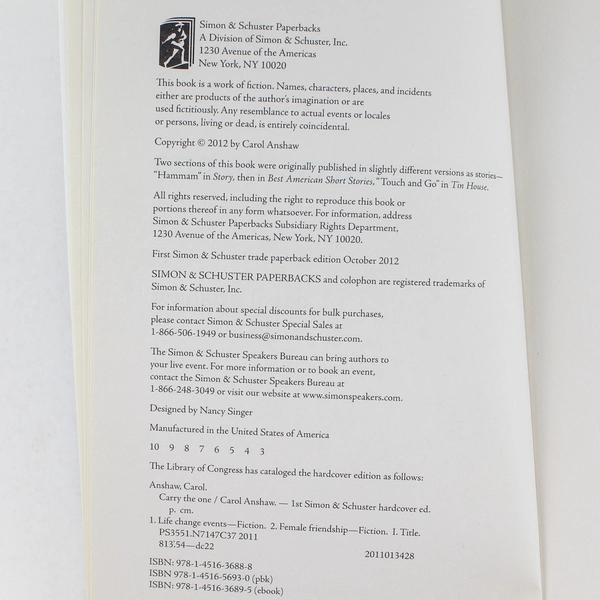 Simon & Schuster Paperbacks
A Division of Simon & Schuster, Inc.
1230 Avenue of the Americas
New York, NY 10020
This book is a work of fiction. Names, characters, places, and incidents
either are products of the author's imagination or are
used fictitiously. Any resemblance to actual events or locales
or persons, living or dead, is entirely coincidental.
Copyright © 2012 by Carol Anshaw
Two sections of this book were originally published in slightly different versions as stories—
"Hammam" in Story, then in Best American Short Stories, "Touch and Go" in Tin House.
All rights reserved, including the right to reproduce this book or
portions thereof in any form whatsoever. For information, address
Simon & Schuster Paperbacks Subsidiary Rights Department,
1230 Avenue of the Americas, New York, NY 10020.
First Simon & Schuster trade paperback edition October 2012
SIMON & SCHUSTER PAPERBACKS and colophon are registered trademarks of
Simon & Schuster, Inc.
For information about special discounts for bulk purchases,
please contact Simon & Schuster Special Sales at
1-866-506-1949 or business@simonandschuster.com.
The Simon & Schuster Speakers Bureau can bring authors to
your live event. For more information or to book an event,
contact the Simon & Schuster Speakers Bureau at
1-866-248-3049 or visit our website at www.simonspeakers.com.
Designed by Nancy Singer
Manufactured in the United States of America
10 9 8 7 6 5 4 3
The Library of Congress has cataloged the hardcover edition as follows:
Anshaw, Carol.
Carry the one / Carol Anshaw. — 1st Simon & Schuster hardcover ed.
p. cm.
1. Life change events—Fiction. 2. Female friendship—Fiction. I. Title.
PS3551.N7147C37 2011
813'.54—dc22 2011013428
ISBN: 978-1-4516-3688-8
ISBN 978-1-4516-5693-0 (pbk)
ISBN: 978-1-4516-3689-5 (ebook)